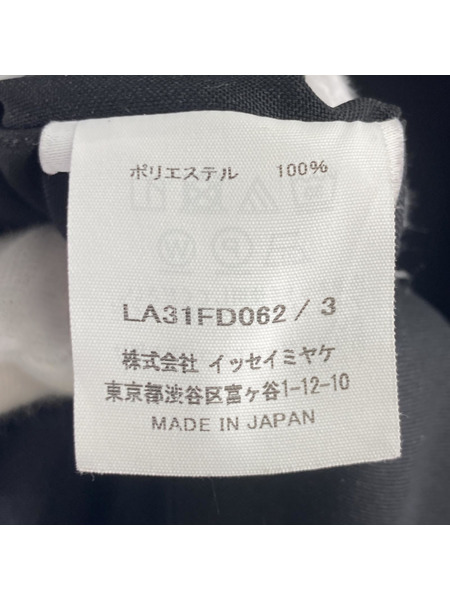 ポリエステル 100%
LA31FD062 / 3
株式会社 イッセイミヤケ
東京都渋谷区富ヶ谷1-12-10
MADE IN JAPAN